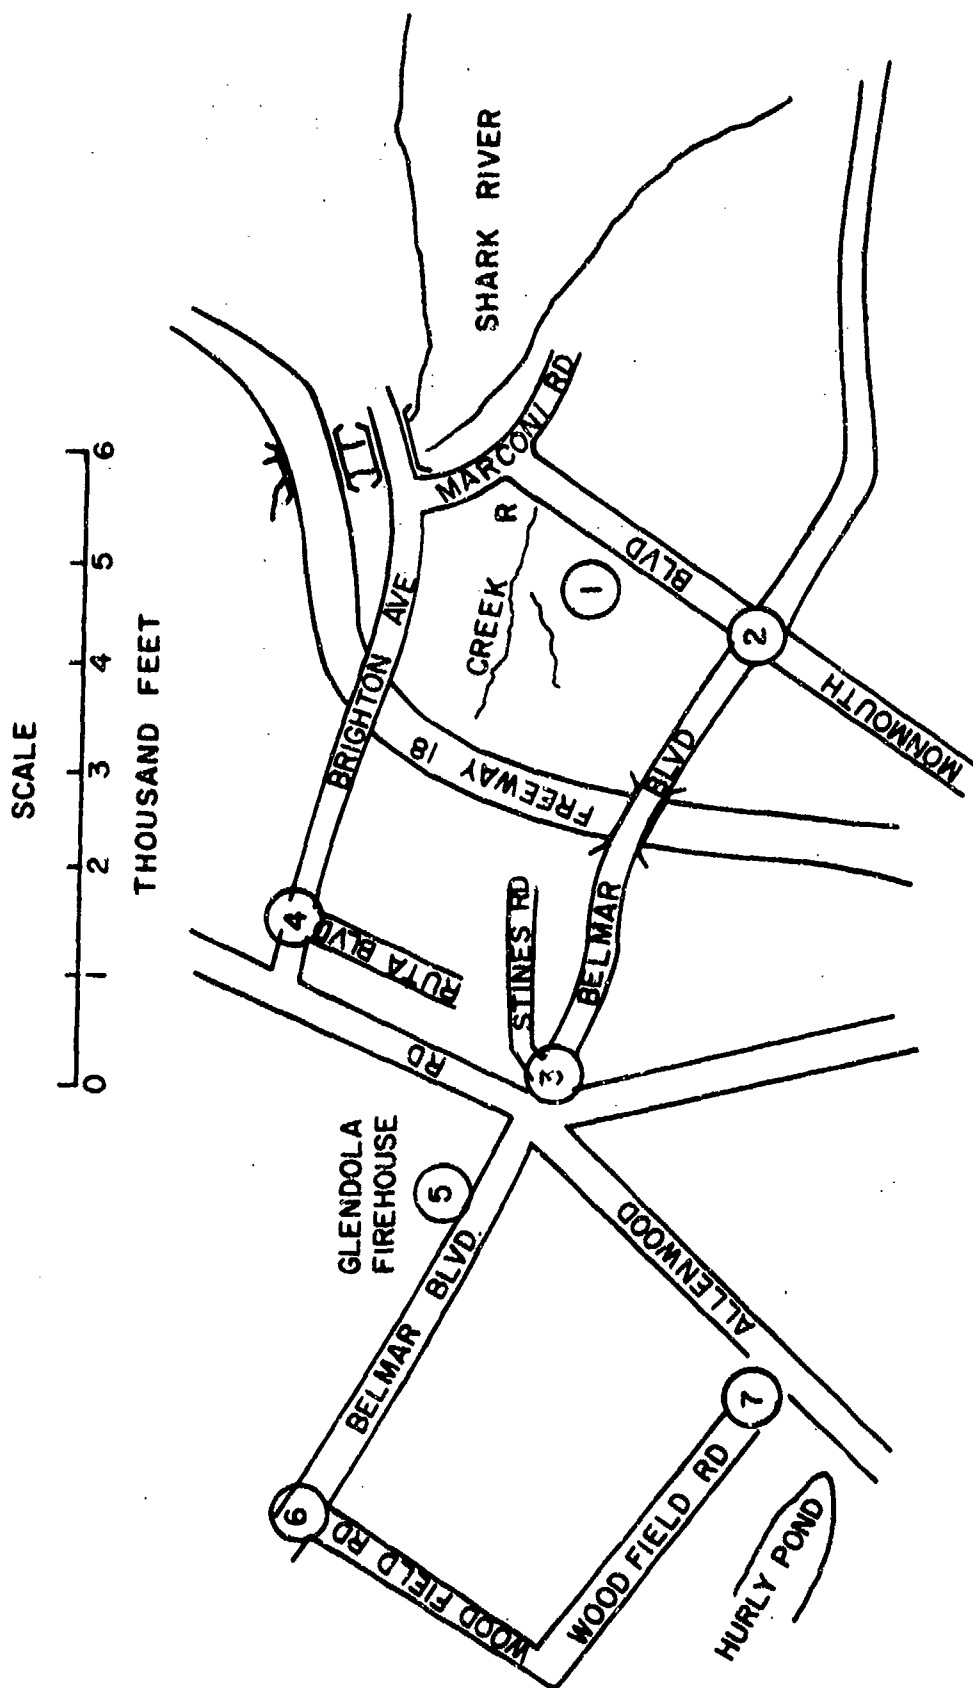 SCALE
THOUSAND FEET
0 1 2 3 4 5 6
SHARK RIVER
MARCONI RD
BRIGHTON AVE
R
CREEK
1
BLVD
2
MONMOUTH
FREEWAY 18
BLVD
BELMAR
STINES RD
3
4
RUTA BLVD
RD
GLENDOLA
FIREHOUSE
5
BELMAR BLVD.
ALLENWOOD
6
WOOD FIELD RD
WOOD FIELD RD
7
HURLY POND